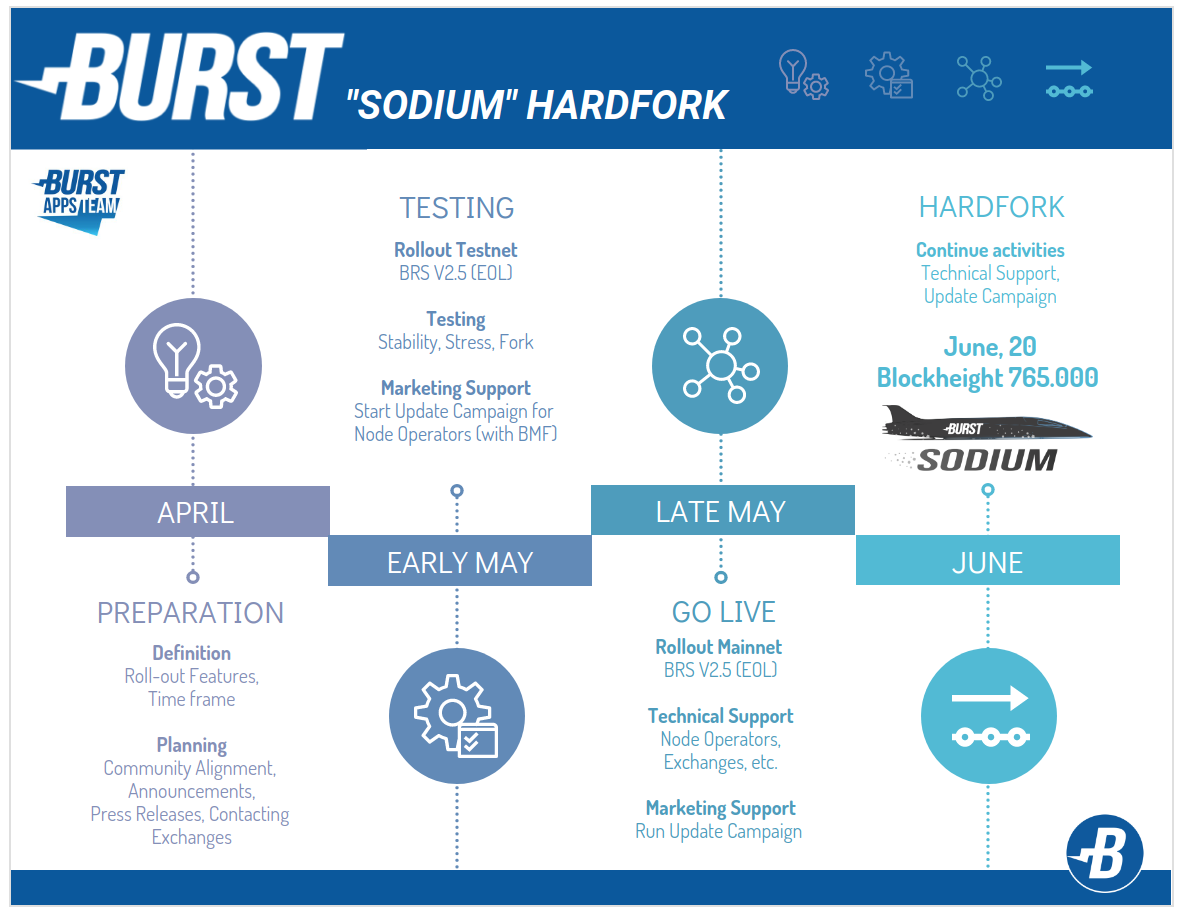 BURST
"SODIUM" HARDFORK
BURST
APPS/TEAM
APRIL
PREPARATION
Definition
Roll-out Features,
Time frame
Planning
Community Alignment,
Announcements,
Press Releases, Contacting
Exchanges
TESTING
Rollout Testnet
BRS V2.5 (EOL)
Testing
Stability, Stress, Fork
Marketing Support
Start Update Campaign for
Node Operators (with BMF)
EARLY MAY
LATE MAY
GO LIVE
Rollout Mainnet
BRS V2.5 (EOL)
Technical Support
Node Operators,
Exchanges, etc.
Marketing Support
Run Update Campaign
HARDFORK
Continue activities
Technical Support,
Update Campaign
June, 20
Blockheight 765.000
BURST
SODIUM
JUNE
B